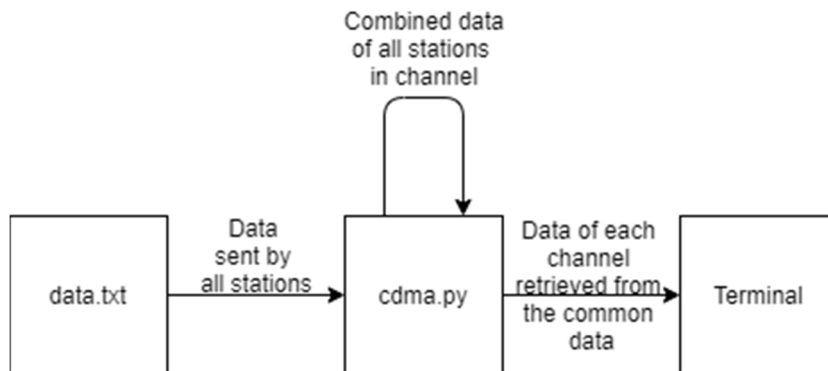 Combined data
of all stations
in channel
data.txt
Data
sent by
all stations
cdma.py
Data of each
channel
retrieved from
the common
data
Terminal